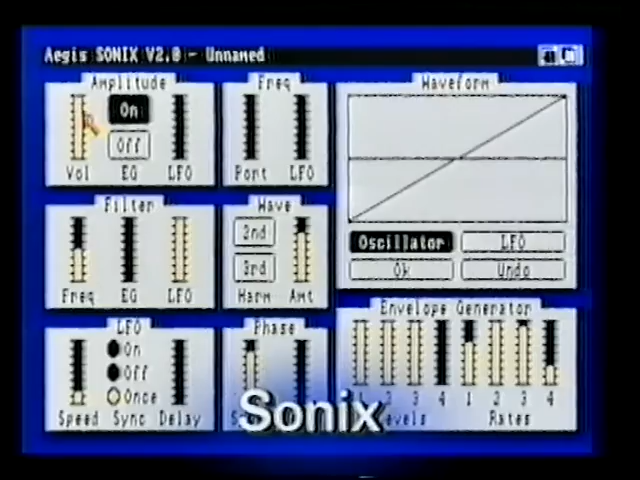 Aegis SONIX V2.0 - Unnamed
Amplitude
On
Off
Vol EG LFO
Freq
Port LFO
Waveform
Oscillator LFO
Ok Undo
Filter
Freq EG LFO
Wave
2nd
3rd
Harm Amt
LFO
On
Off
Once
Speed Sync Delay
Phase
Envelope Generator
1 2 3 4 1 2 3 4
Rates
Sonix